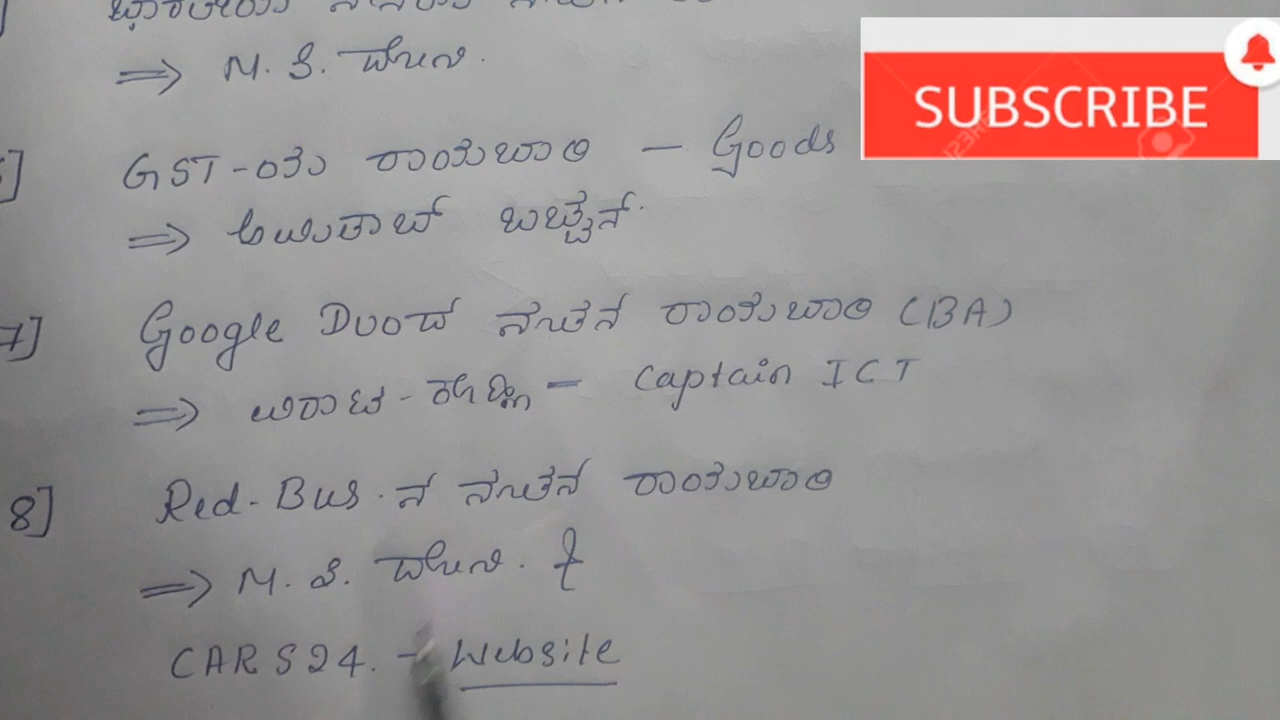 ⇒ M. S. ಧೋನಿ.
SUBSCRIBE
6] GST-ಯ ರಾಯಭಾರಿ – Goods
⇒ ಅಮಿತಾಬ್ ಬಚ್ಚನ್.
7] Google Duoದ ನೂತನ ರಾಯಭಾರಿ (BA)
⇒ ವಿರಾಟ-ಕೊಹ್ಲಿ – Captain ICT
8] Red-Bus.ನ ನೂತನ ರಾಯಭಾರಿ
⇒ M. S. ಧೋನಿ.
CARS24. – Website